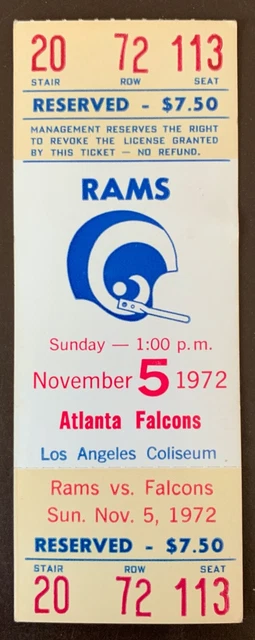 20 72 113
STAIR ROW SEAT
RESERVED - $7.50
MANAGEMENT RESERVES THE RIGHT
TO REVOKE THE LICENSE GRANTED
BY THIS TICKET — NO REFUND.
RAMS
Sunday — 1:00 p.m.
November 5 1972
Atlanta Falcons
Los Angeles Coliseum
Rams vs. Falcons
Sun. Nov. 5, 1972
RESERVED - $7.50
STAIR ROW SEAT
20 72 113